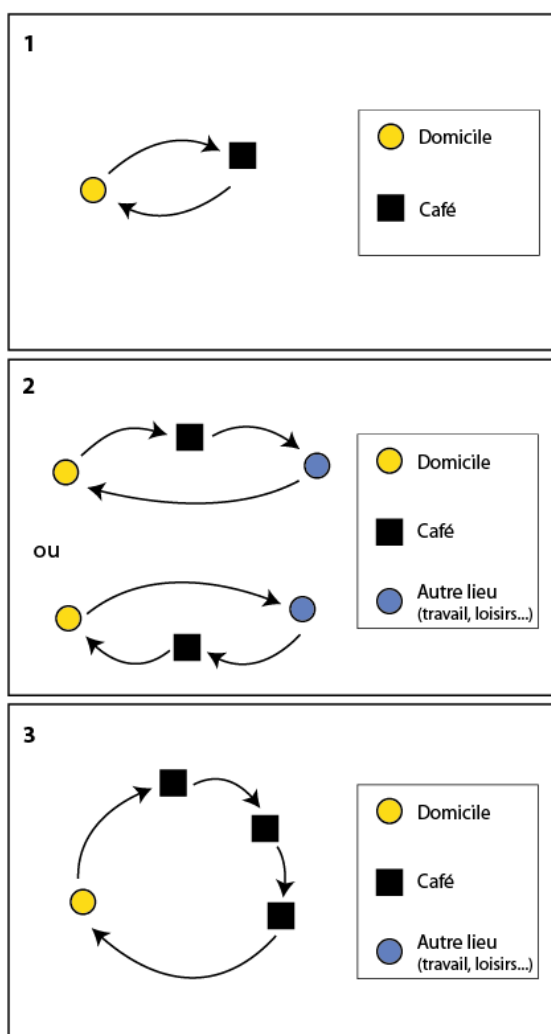 1
Domicile
Café
2
Domicile
Café
ou
Autre lieu
(travail, loisirs...)
3
Domicile
Café
Autre lieu
(travail, loisirs...)